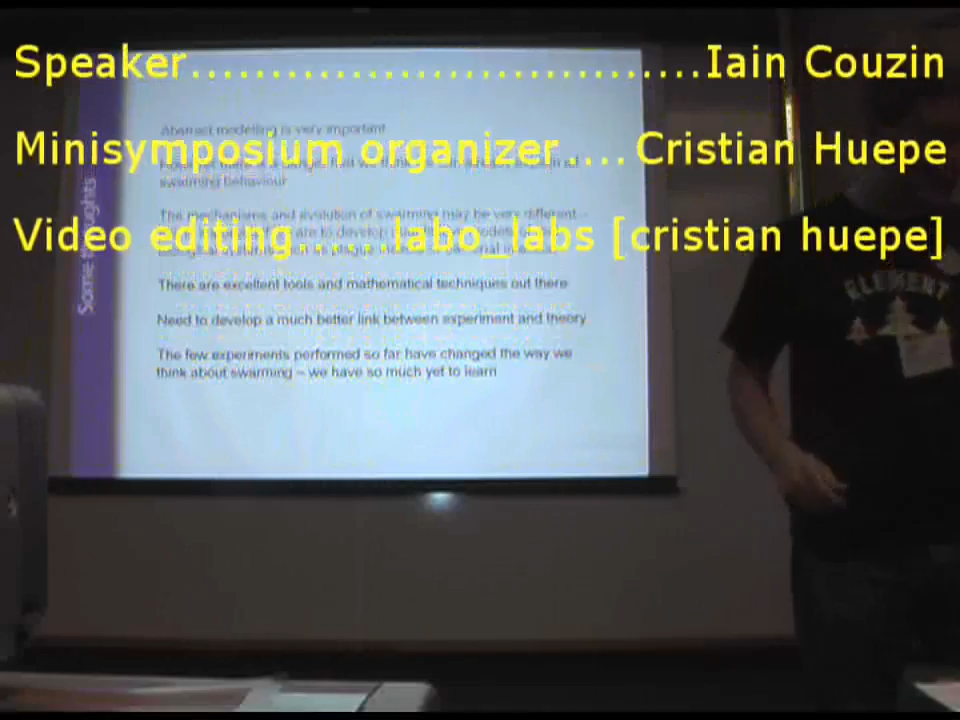 Speaker................................Iain Couzin
Minisymposium organizer ... Cristian Huepe
Video editing......labo_labs [cristian huepe]
Some thoughts
Abstract modelling is very important
swarming behaviour
The mechanisms and evolution of swarming may be very different –
There are excellent tools and mathematical techniques out there
Need to develop a much better link between experiment and theory
The few experiments performed so far have changed the way we
think about swarming – we have so much yet to learn
ELEMENT